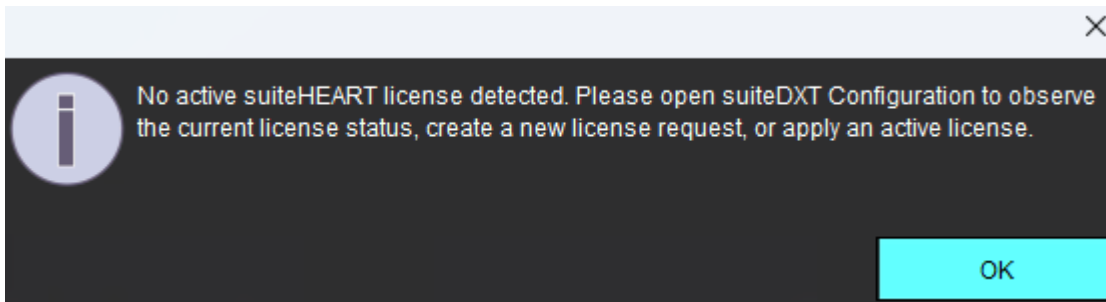 No active suiteHEART license detected. Please open suiteDXT Configuration to observe
the current license status, create a new license request, or apply an active license.
OK